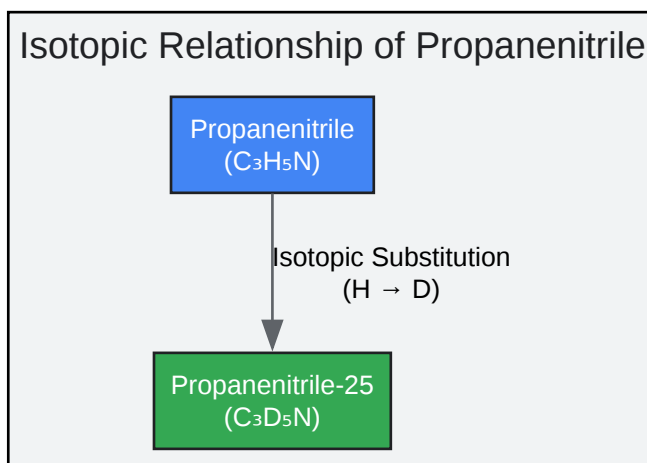 Isotopic Relationship of Propanenitrile
Propanenitrile
(C₃H₅N)
Isotopic Substitution
(H → D)
Propanenitrile-25
(C₃D₅N)